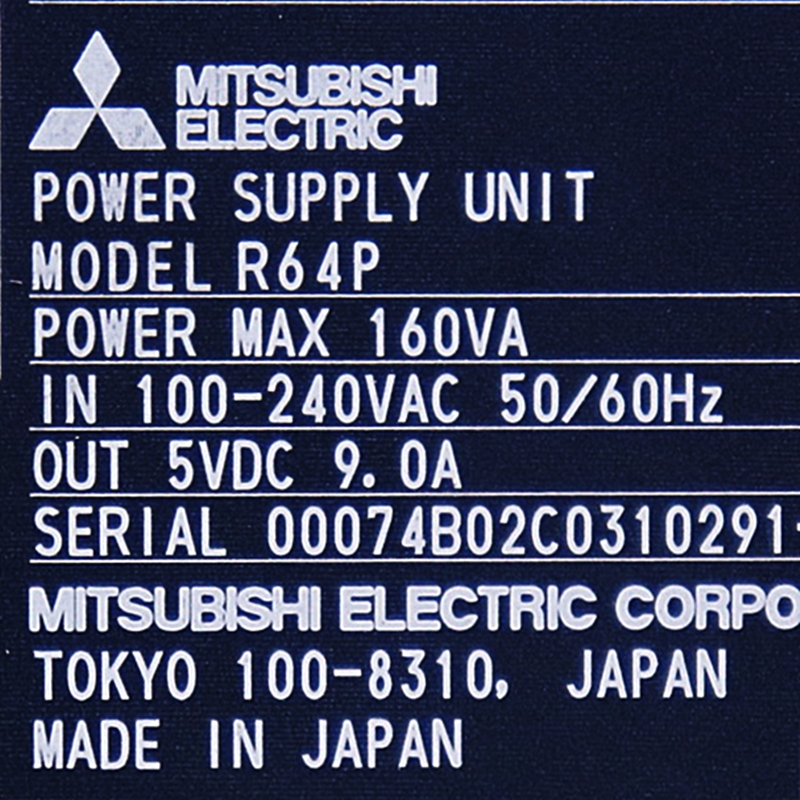 MITSUBISHI
ELECTRIC
POWER SUPPLY UNIT
MODEL R64P
POWER MAX 160VA
IN 100-240VAC 50/60Hz
OUT 5VDC 9.0A
SERIAL 00074B02C0310291-
MITSUBISHI ELECTRIC CORPO
TOKYO 100-8310, JAPAN
MADE IN JAPAN